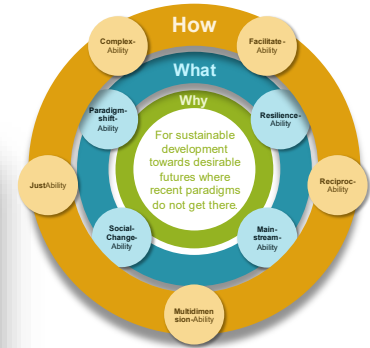 How
Complex-
Ability
Facilitate-
Ability
What
Why
Paradigm-
shift-
Ability
Resilience-
Ability
For sustainable
development
towards desirable
futures where
recent paradigms
do not get there.
JustAbility
Reciproc-
Ability
Social-
Change-
Ability
Main-
stream-
Ability
Multidimen
sion-Ability